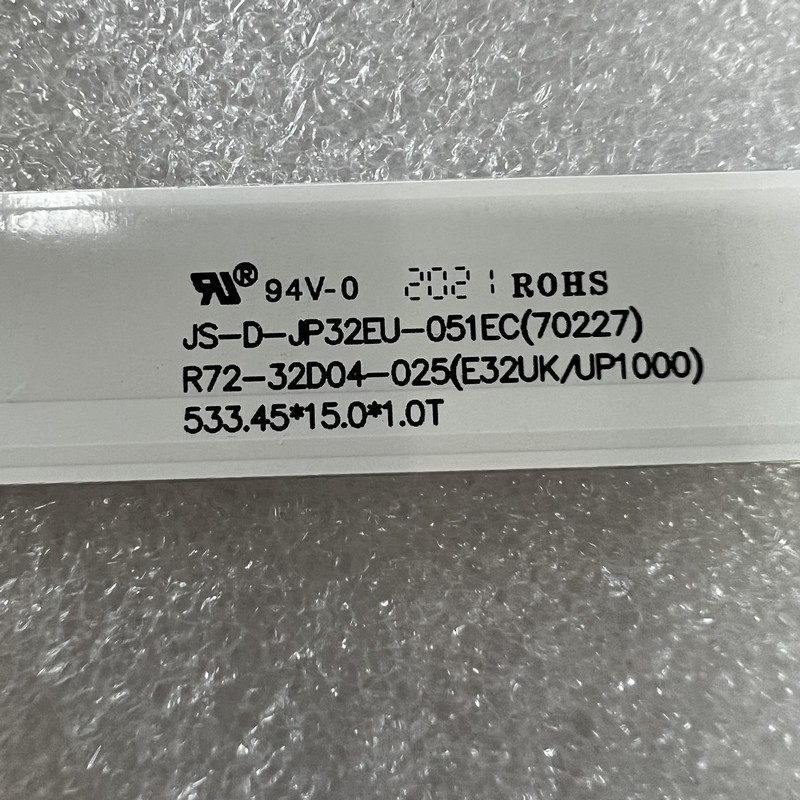 RU® 94V-0 2021 ROHS
JS-D-JP32EU-051EC(70227)
R72-32D04-025(E32UK/UP1000)
533.45*15.0*1.0T